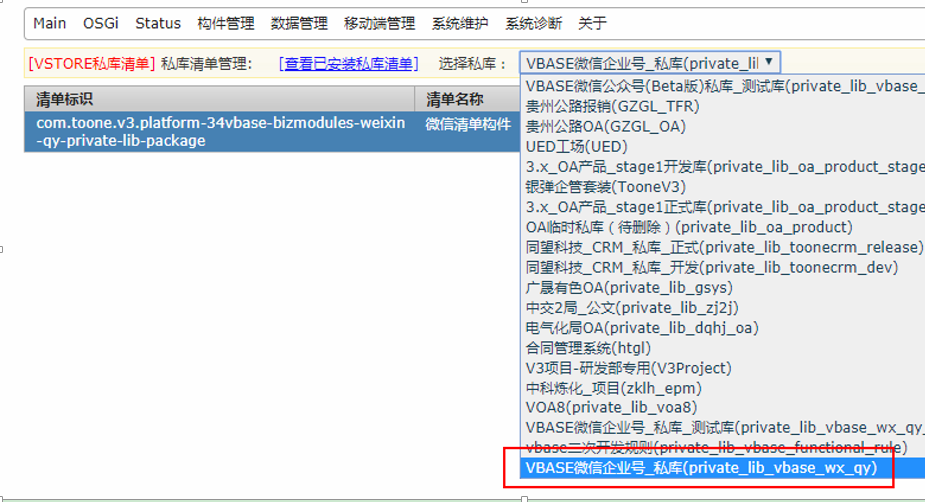 Main OSGi Status 构件管理 数据管理 移动端管理 系统维护 系统诊断 关于
[VSTORE私库清单] 私库清单管理: [查看已安装私库清单] 选择私库: VBASE微信企业号_私库(private_li
清单标识 清单名称
com.toone.v3.platform-34vbase-bizmodules-weixin
-qy-private-lib-package
微信清单构件
VBASE微信公众号(Beta版)私库_测试库(private_lib_vbase_
贵州公路报销(GZGL_TFR)
贵州公路OA(GZGL_OA)
UED工场(UED)
3.x_OA产品_stage1开发库(private_lib_oa_product_stage
银弹企管套装(TooneV3)
3.x_OA产品_stage1正式库(private_lib_oa_product_stage
OA临时私库（待删除）(private_lib_oa_product)
同望科技_CRM_私库_正式(private_lib_toonecrm_release)
同望科技_CRM_私库_开发(private_lib_toonecrm_dev)
广晟有色OA(private_lib_gsys)
中交2局_公文(private_lib_zj2j)
电气化局OA(private_lib_dqhj_oa)
合同管理系统(htgl)
V3项目-研发部专用(V3Project)
中科炼化_项目(zklh_epm)
VOA8(private_lib_voa8)
VBASE微信企业号_私库_测试库(private_lib_vbase_wx_qy_
vbase二次开发规则(private_lib_vbase_functional_rule)
VBASE微信企业号_私库(private_lib_vbase_wx_qy)